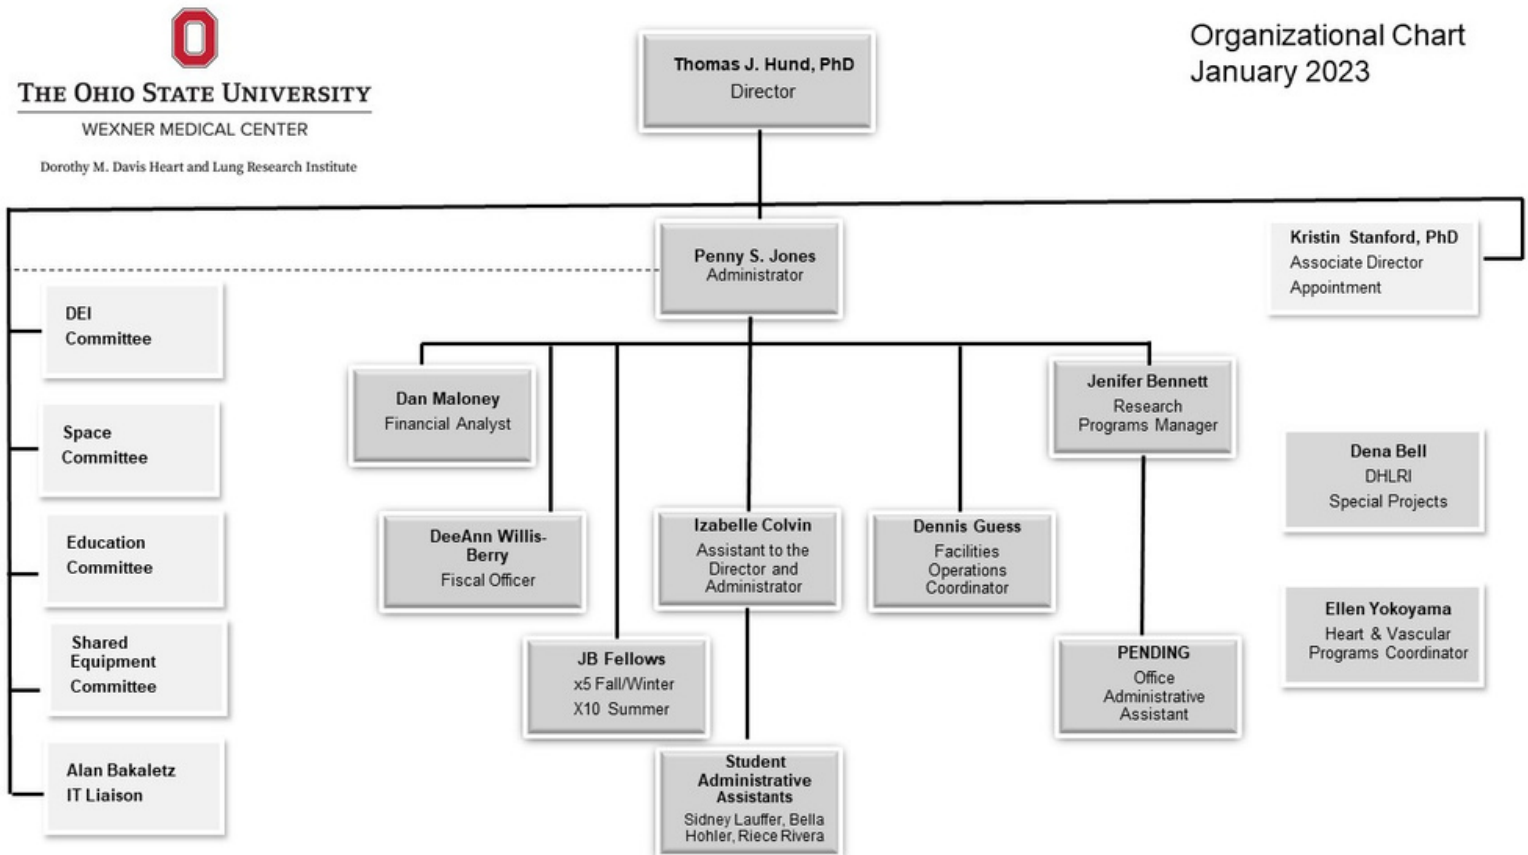 THE OHIO STATE UNIVERSITY
WEXNER MEDICAL CENTER
Dorothy M. Davis Heart and Lung Research Institute
Organizational Chart
January 2023
Thomas J. Hund, PhD
Director
Penny S. Jones
Administrator
Kristin Stanford, PhD
Associate Director
Appointment
DEI
Committee
Space
Committee
Education
Committee
Shared
Equipment
Committee
Alan Bakaletz
IT Liaison
Dan Maloney
Financial Analyst
DeeAnn Willis-
Berry
Fiscal Officer
JB Fellows
x5 Fall/Winter
X10 Summer
Izabelle Colvin
Assistant to the
Director and
Administrator
Student
Administrative
Assistants
Sidney Lauffer, Bella
Hohler, Riece Rivera
Dennis Guess
Facilities
Operations
Coordinator
Jenifer Bennett
Research
Programs Manager
PENDING
Office
Administrative
Assistant
Dena Bell
DHLRI
Special Projects
Ellen Yokoyama
Heart & Vascular
Programs Coordinator